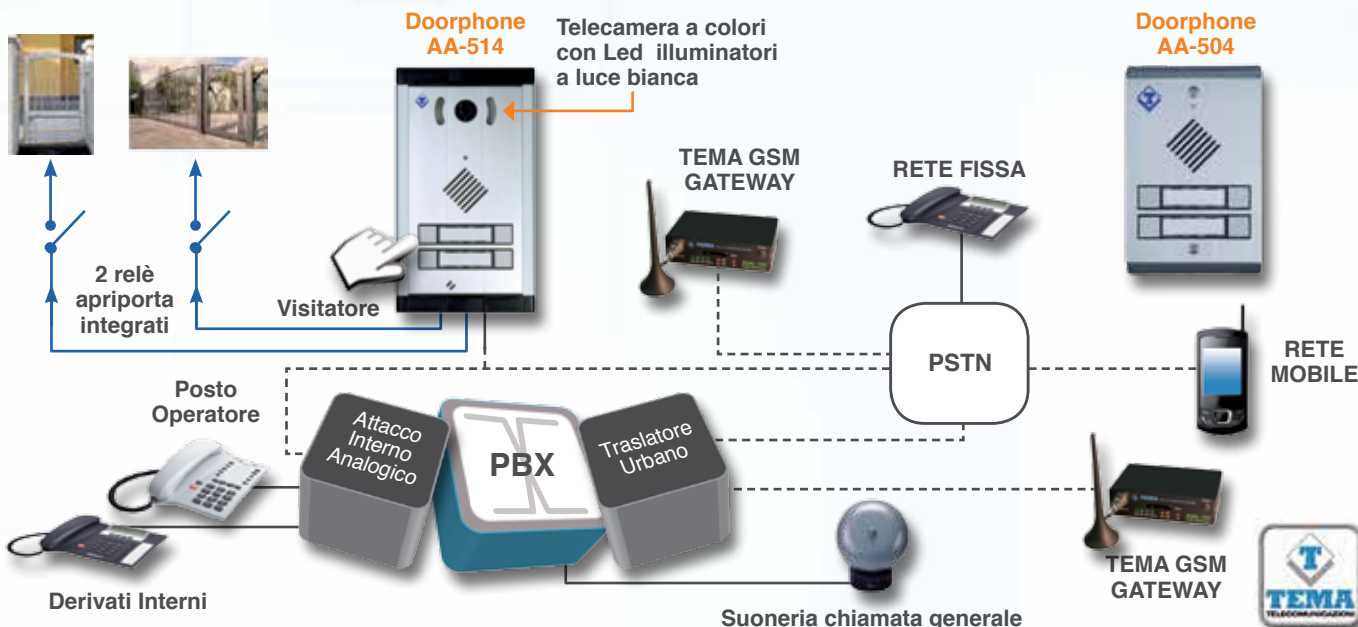 Doorphone
AA-514
Telecamera a colori
con Led illuminatori
a luce bianca
Doorphone
AA-504
TEMA GSM
GATEWAY
RETE FISSA
2 relè
apriporta
integrati
Visitatore
PSTN
RETE
MOBILE
Posto
Operatore
Attacco
Interno
Analogico
PBX
Traslatore
Urbano
Derivati Interni
Suoneria chiamata generale
TEMA GSM
GATEWAY
T
TEMA
TELECOMUNICAZIONI